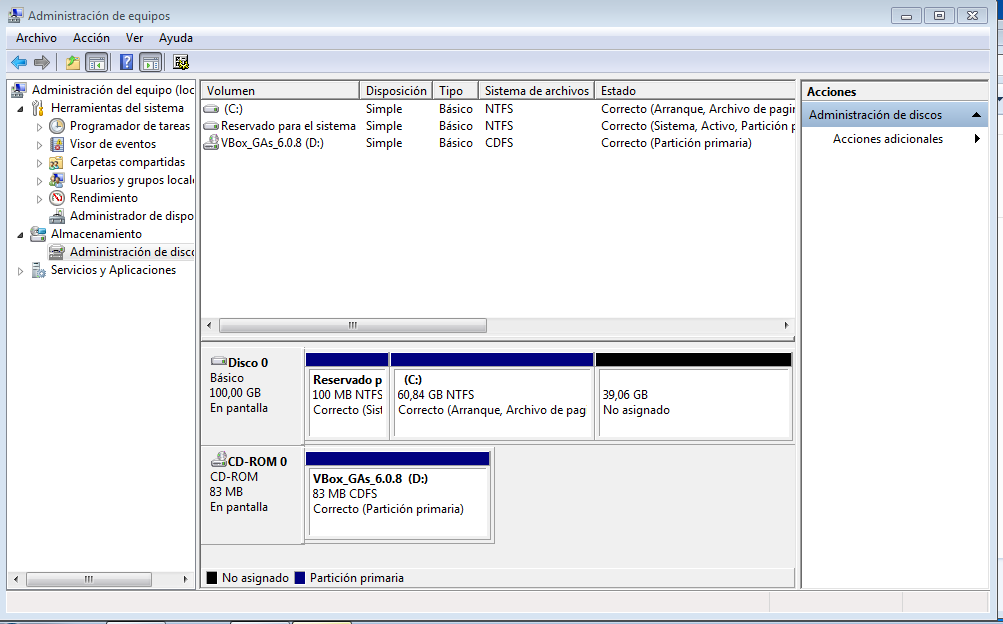 Administración de equipos
Archivo Acción Ver Ayuda
Administración del equipo (loc
Herramientas del sistema
Programador de tareas
Visor de eventos
Carpetas compartidas
Usuarios y grupos locale
Rendimiento
Administrador de dispo
Almacenamiento
Administración de disco
Servicios y Aplicaciones
Volumen Disposición Tipo Sistema de archivos Estado
(C:) Simple Básico NTFS Correcto (Arranque, Archivo de pagin
Reservado para el sistema Simple Básico NTFS Correcto (Sistema, Activo, Partición p
VBox_GAs_6.0.8 (D:) Simple Básico CDFS Correcto (Partición primaria)
Disco 0
Básico
100,00 GB
En pantalla
Reservado p
100 MB NTFS
Correcto (Sist
(C:)
60,84 GB NTFS
Correcto (Arranque, Archivo de pag
39,06 GB
No asignado
CD-ROM 0
CD-ROM
83 MB
En pantalla
VBox_GAs_6.0.8 (D:)
83 MB CDFS
Correcto (Partición primaria)
No asignado Partición primaria
Acciones
Administración de discos
Acciones adicionales